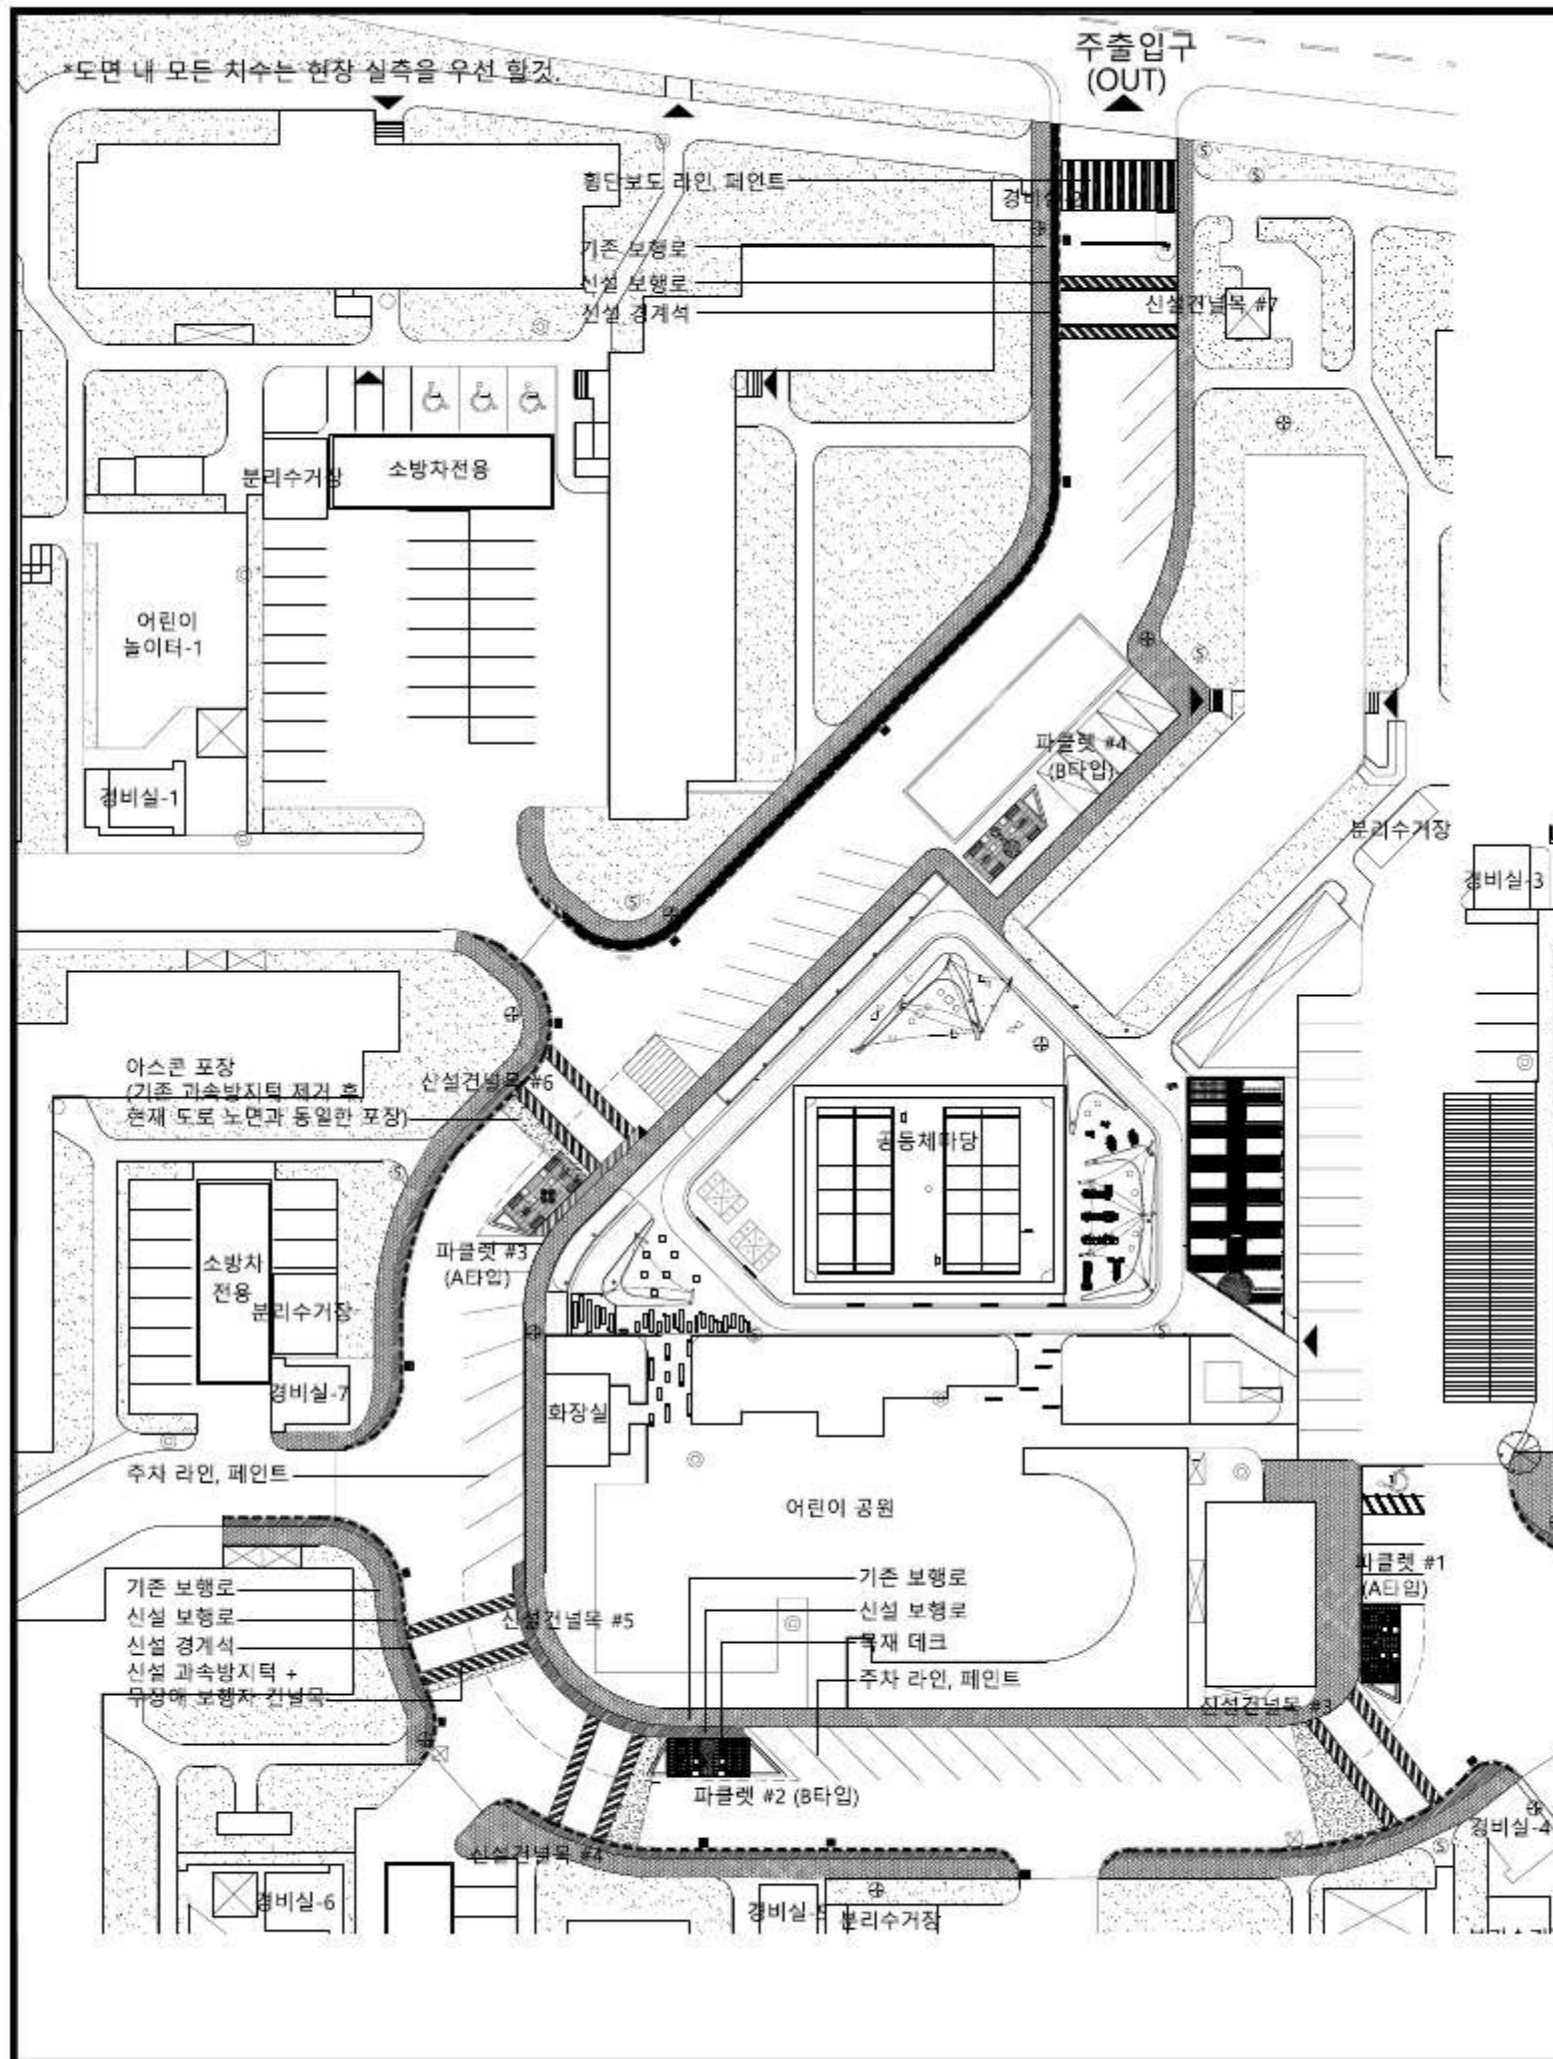 주출입구
(OUT)
*도면 내 모든 치수는 현장 실측을 우선 할것.
횡단보도 라인, 페인트
경비실-2
기존 보행로
신설 보행로
신설 경계석
신설건널목 #7
분리수거장
소방차전용
어린이
놀이터-1
경비실-1
파클렛 #4
(B타입)
분리수거장
경비실-3
아스콘 포장
(기존 과속방지턱 제거 후,
현재 도로 노면과 동일한 포장)
신설건널목 #6
공동체마당
파클렛 #3
(A타입)
소방차
전용
분리수거장
경비실-7
화장실
주차 라인, 페인트
어린이 공원
파클렛 #1
(A타입)
기존 보행로
신설 보행로
신설 경계석
신설 과속방지턱 +
무장애 보행자 건널목
신설건널목 #5
기존 보행로
신설 보행로
목재 데크
주차 라인, 페인트
신설건널목 #3
파클렛 #2 (B타입)
신설건널목 #4
경비실-4
경비실-6
경비실-5
분리수거장